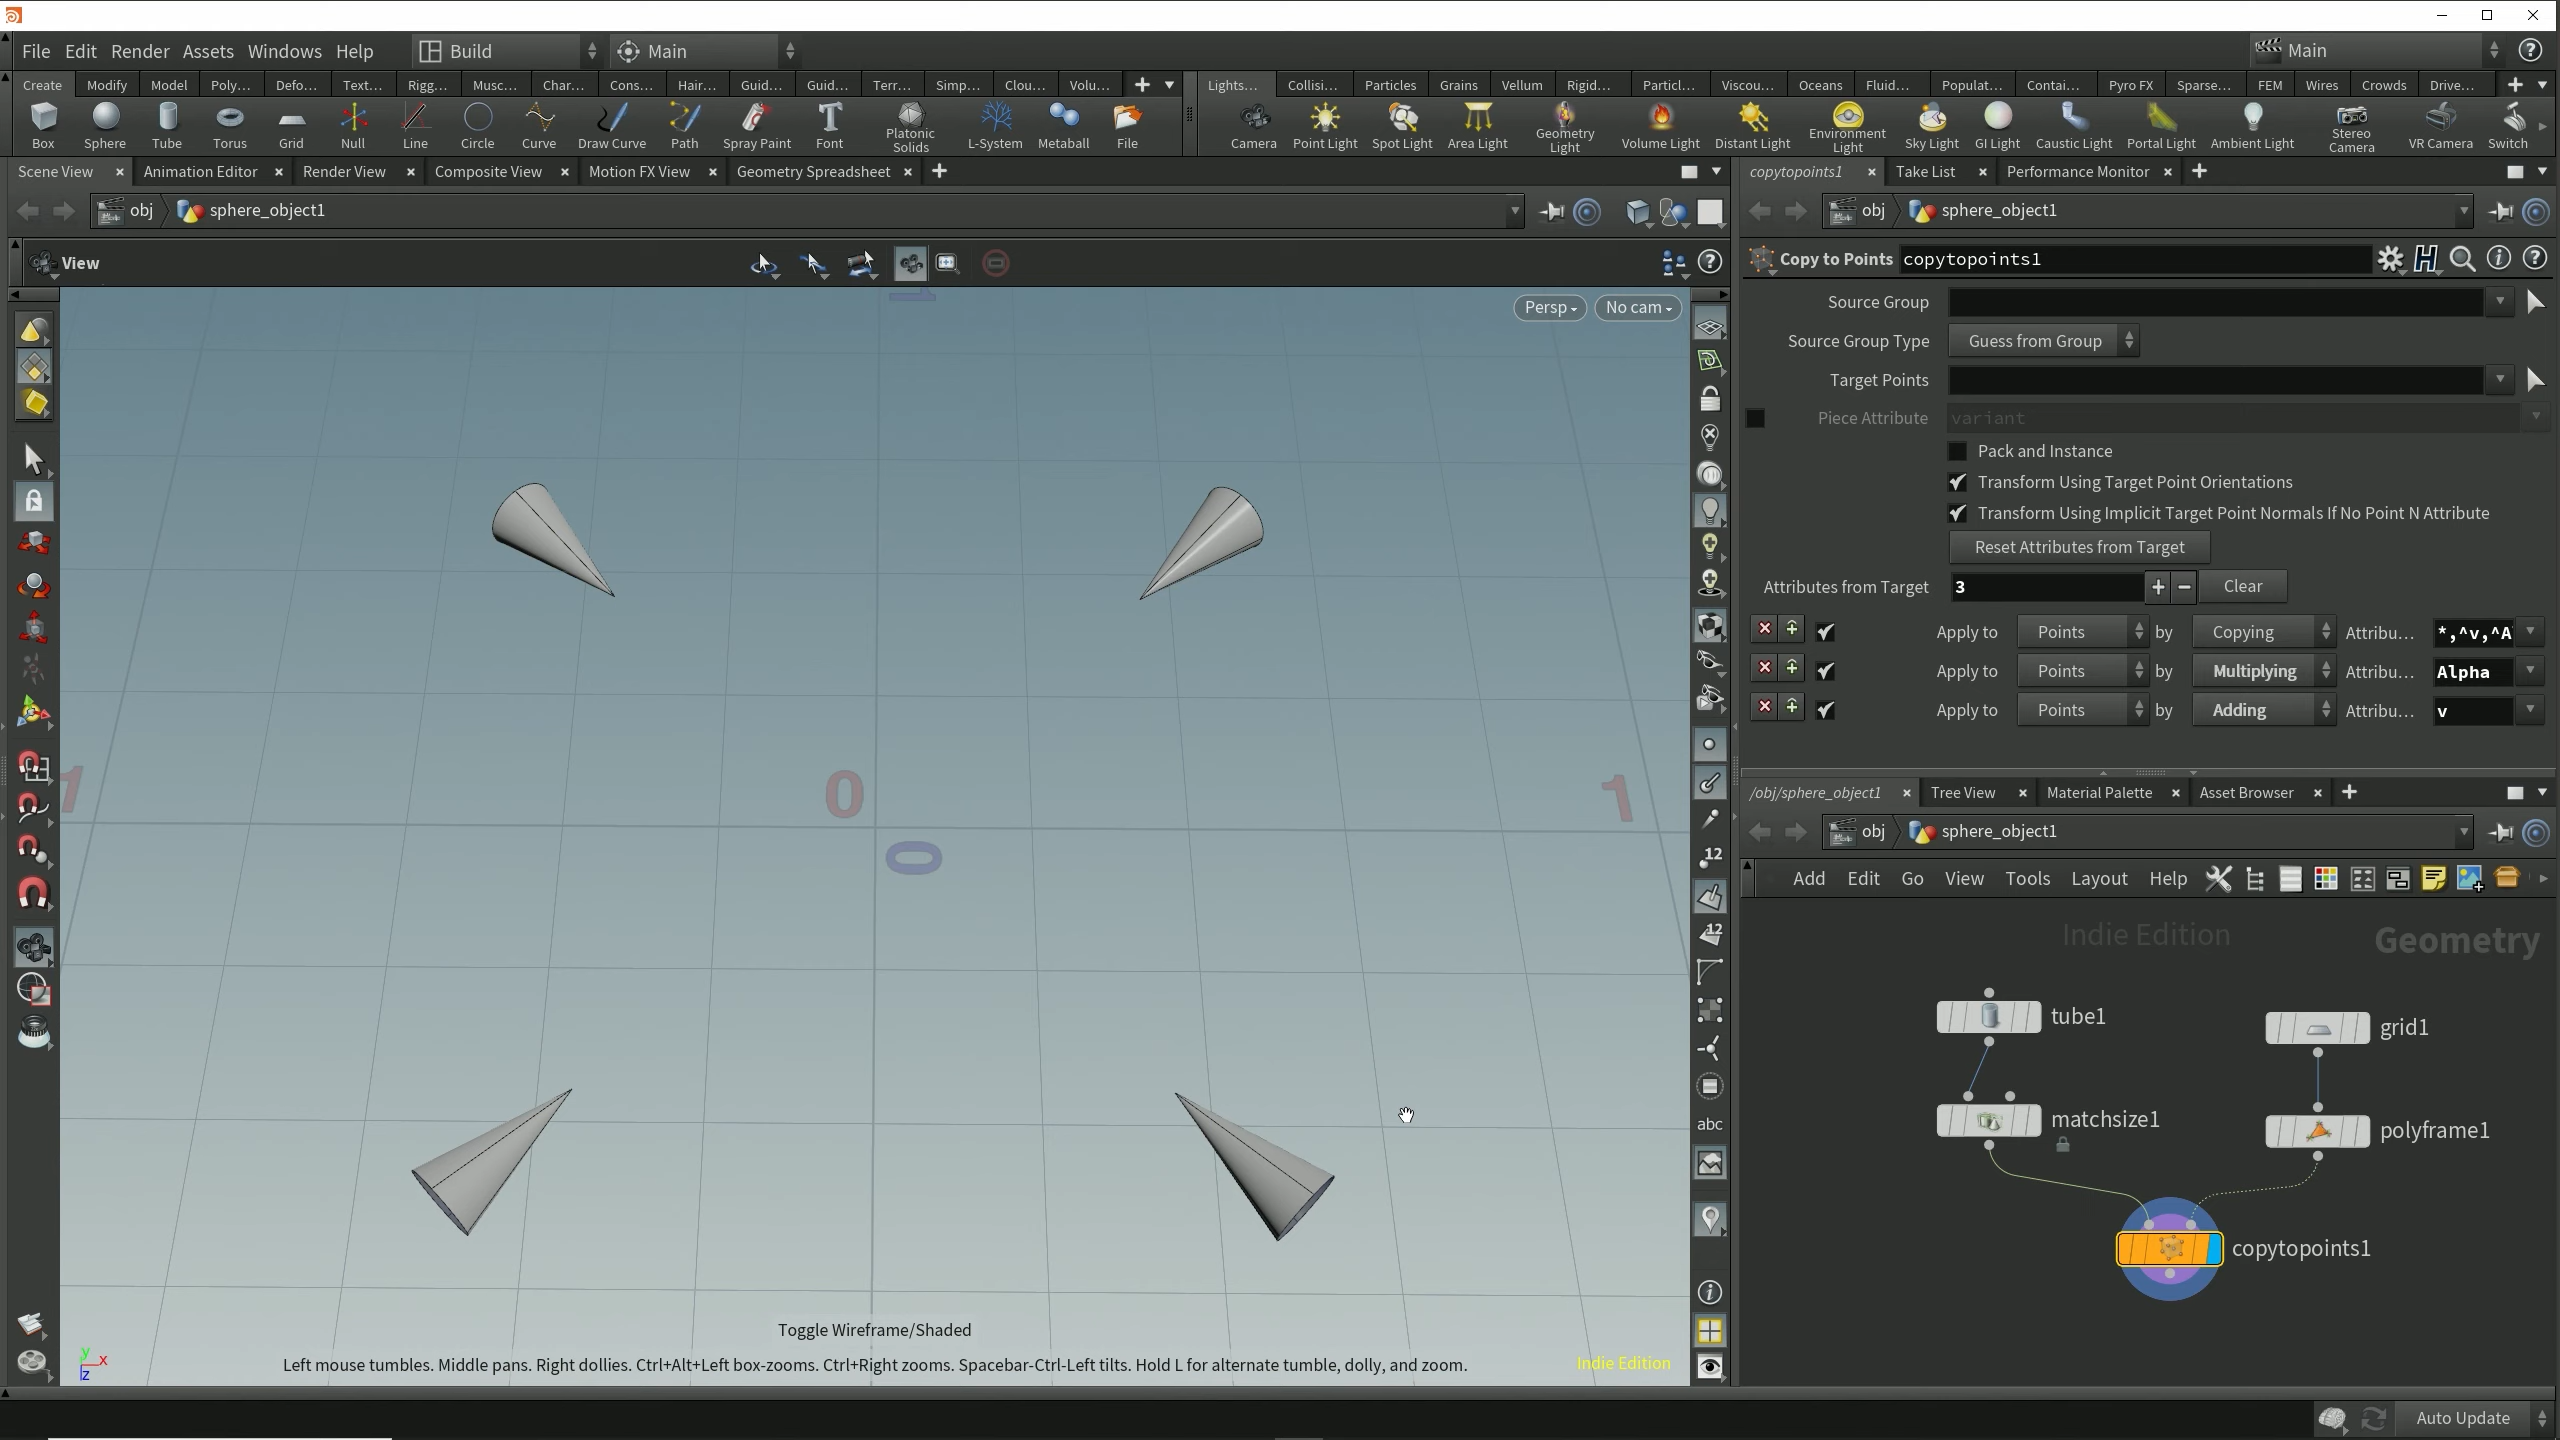 File Edit Render Assets Windows Help Build Main Main
Create Modify Model Poly... Defo... Text... Rigg... Musc... Char... Cons... Hair... Guid... Guid... Terr... Simp... Clou... Volu... Lights... Collisi... Particles Grains Vellum Rigid... Particl... Viscou... Oceans Fluid... Populat... Contai... Pyro FX Sparse... FEM Wires Crowds Drive...
Box Sphere Tube Torus Grid Null Line Circle Curve Draw Curve Path Spray Paint Font Platonic Solids L-System Metaball File Camera Point Light Spot Light Area Light Geometry Light Volume Light Distant Light Environment Light Sky Light GI Light Caustic Light Portal Light Ambient Light Stereo Camera VR Camera Switch
Scene View Animation Editor Render View Composite View Motion FX View Geometry Spreadsheet
obj sphere_object1
View
Persp No cam
1
1 0 1
0
Toggle Wireframe/Shaded
Left mouse tumbles. Middle pans. Right dollies. Ctrl+Alt+Left box-zooms. Ctrl+Right zooms. Spacebar-Ctrl-Left tilts. Hold L for alternate tumble, dolly, and zoom.
Indie Edition
y x
z
12
12
abc
copytopoints1 Take List Performance Monitor
obj sphere_object1
Copy to Points copytopoints1
Source Group
Source Group Type Guess from Group
Target Points
Piece Attribute variant
Pack and Instance
Transform Using Target Point Orientations
Transform Using Implicit Target Point Normals If No Point N Attribute
Reset Attributes from Target
Attributes from Target 3 Clear
Apply to Points by Copying Attribu... *,^v,^A
Apply to Points by Multiplying Attribu... Alpha
Apply to Points by Adding Attribu... v
/obj/sphere_object1 Tree View Material Palette Asset Browser
obj sphere_object1
Add Edit Go View Tools Layout Help
Indie Edition Geometry
tube1
grid1
matchsize1
polyframe1
copytopoints1
Auto Update